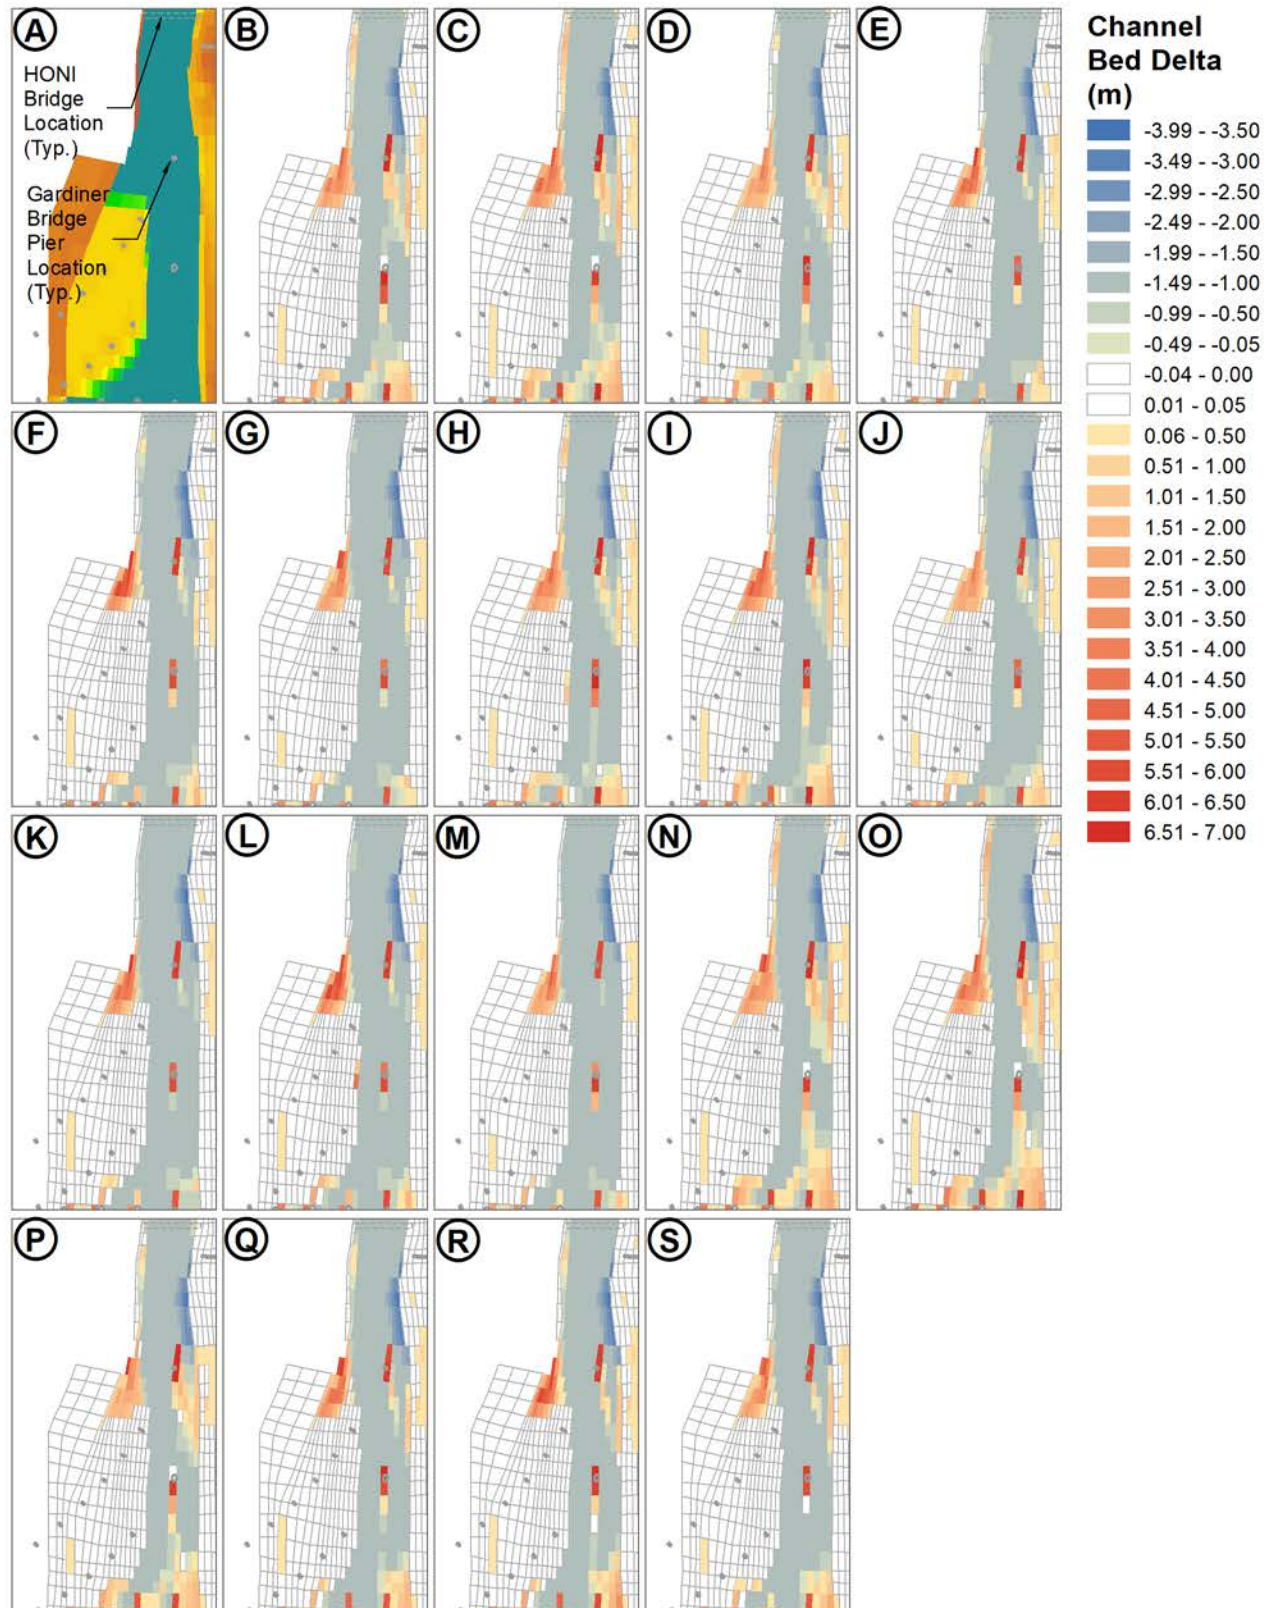 A
B
C
D
E
HONI
Bridge
Location
(Typ.)
Gardiner
Bridge
Pier
Location
(Typ.)
F
G
H
I
J
K
L
M
N
O
P
Q
R
S
Channel
Bed Delta
(m)
-3.99 - -3.50
-3.49 - -3.00
-2.99 - -2.50
-2.49 - -2.00
-1.99 - -1.50
-1.49 - -1.00
-0.99 - -0.50
-0.49 - -0.05
-0.04 - 0.00
0.01 - 0.05
0.06 - 0.50
0.51 - 1.00
1.01 - 1.50
1.51 - 2.00
2.01 - 2.50
2.51 - 3.00
3.01 - 3.50
3.51 - 4.00
4.01 - 4.50
4.51 - 5.00
5.01 - 5.50
5.51 - 6.00
6.01 - 6.50
6.51 - 7.00